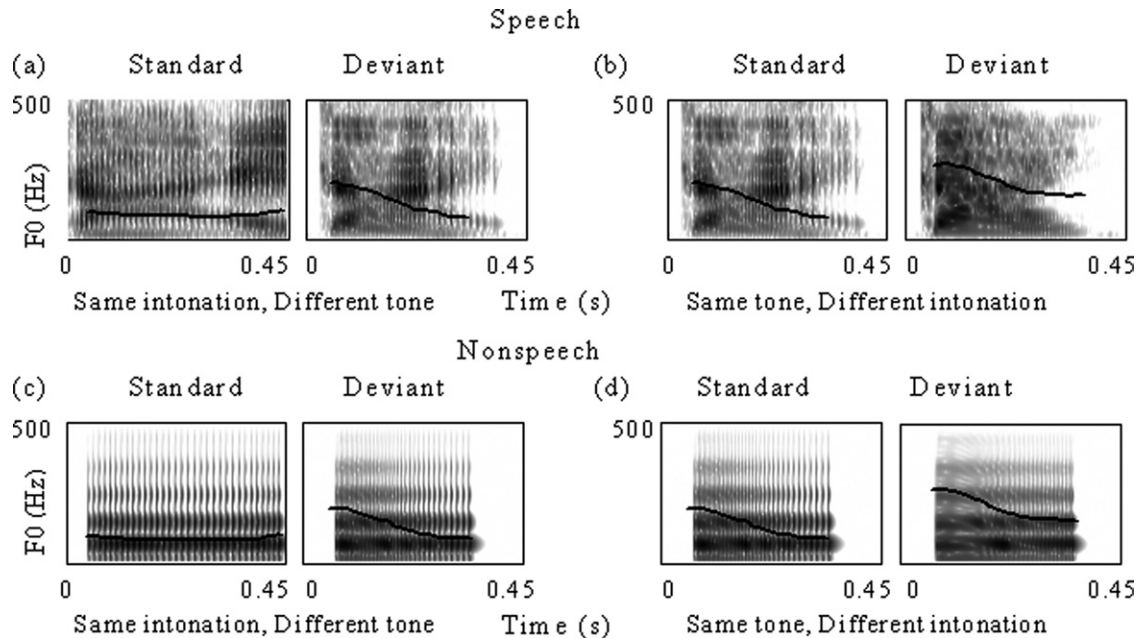 Speech
(a) Standard Deviant (b) Standard Deviant
500 500
F0 (Hz)
0 0.45 0 0.45 0 0.45 0 0.45
Same intonation, Different tone Time (s) Same tone, Different intonation
Nonspeech
(c) Standard Deviant (d) Standard Deviant
500 500
F0 (Hz)
0 0.45 0 0.45 0 0.45 0 0.45
Same intonation, Different tone Time (s) Same tone, Different intonation